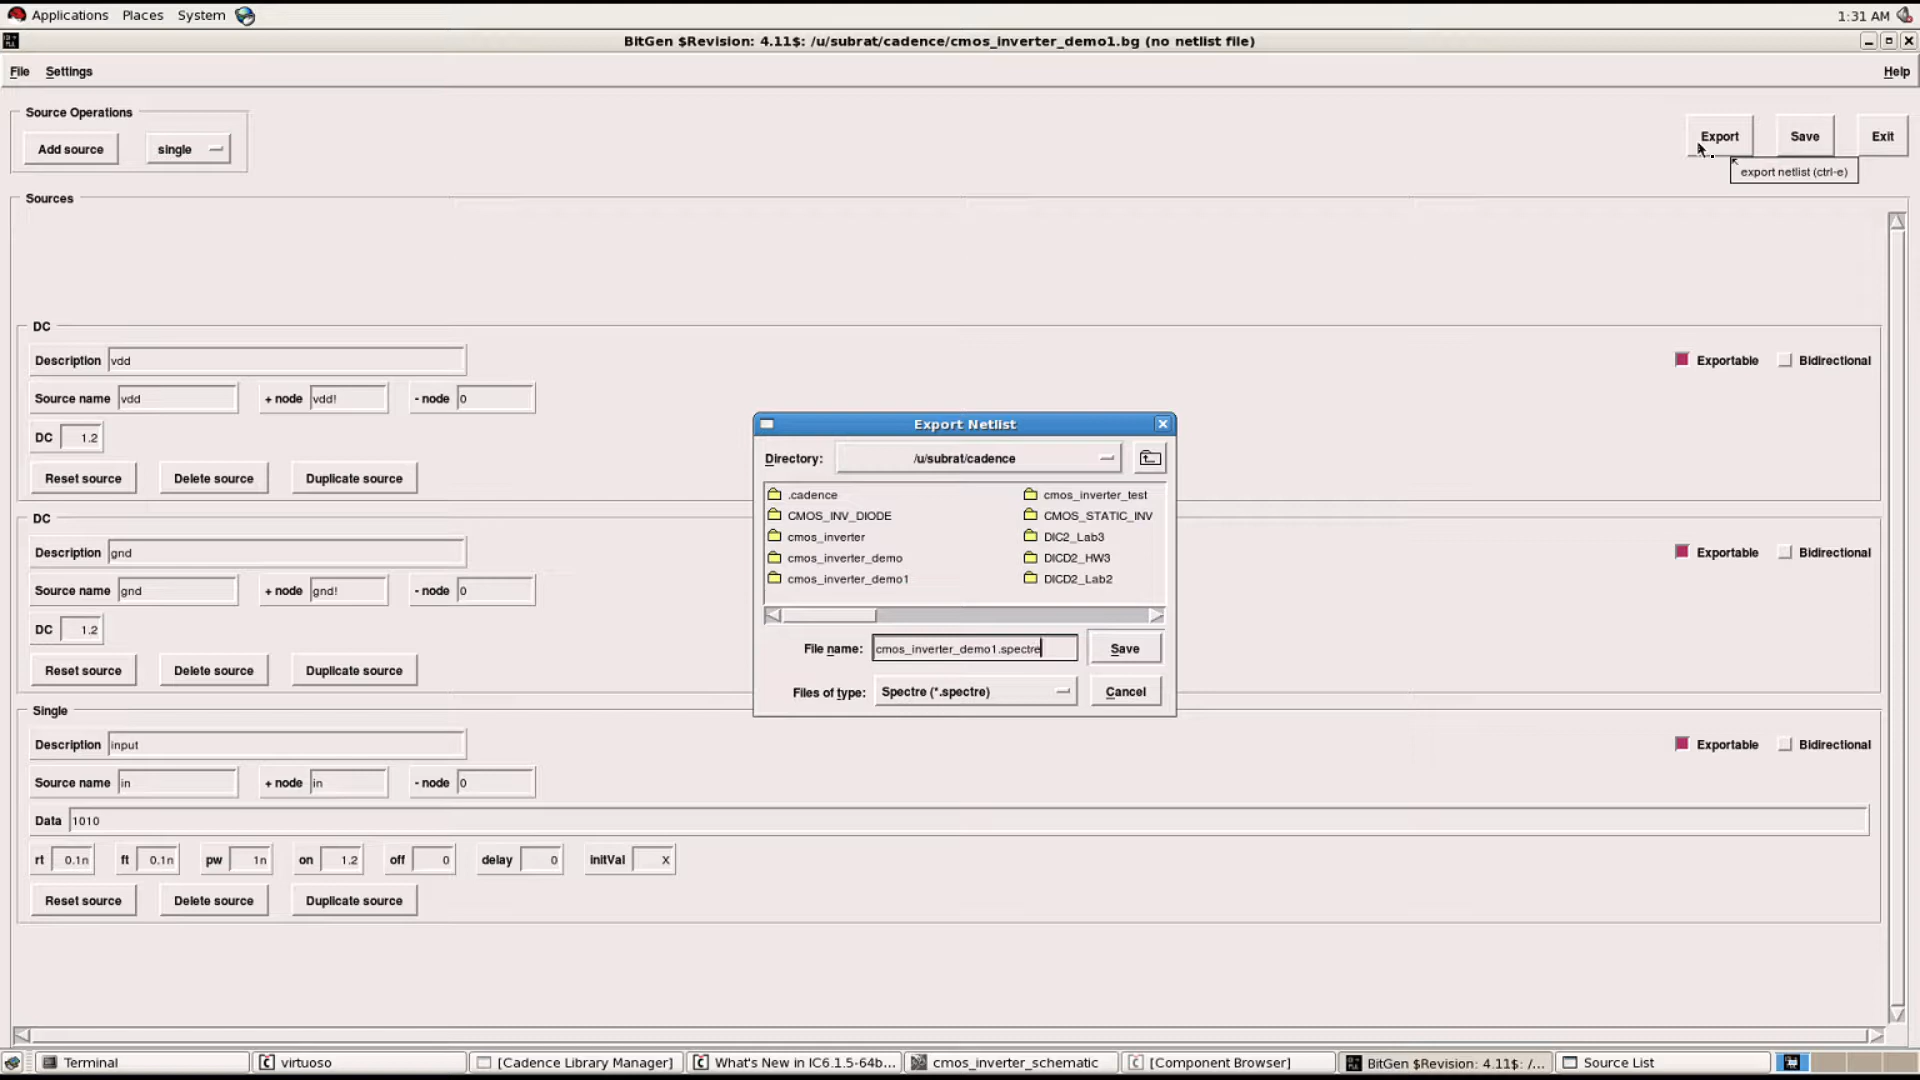 Applications Places System 1:31 AM
BitGen $Revision: 4.11$: /u/subrat/cadence/cmos_inverter_demo1.bg (no netlist file)
File Settings Help
Source Operations
Add source single Export Save Exit
export netlist (ctrl-e)
Sources
DC
Description vdd Exportable Bidirectional
Source name vdd + node vdd! - node 0
DC 1.2
Reset source Delete source Duplicate source
DC
Description gnd Exportable Bidirectional
Source name gnd + node gnd! - node 0
DC 1.2
Reset source Delete source Duplicate source
Single
Description input Exportable Bidirectional
Source name in + node in - node 0
Data 1010
rt 0.1n ft 0.1n pw 1n on 1.2 off 0 delay 0 initVal X
Reset source Delete source Duplicate source
Export Netlist
Directory: /u/subrat/cadence
.cadence cmos_inverter_test
CMOS_INV_DIODE CMOS_STATIC_INV
cmos_inverter DIC2_Lab3
cmos_inverter_demo DICD2_HW3
cmos_inverter_demo1 DICD2_Lab2
File name: cmos_inverter_demo1.spectre Save
Files of type: Spectre (*.spectre) Cancel
Terminal virtuoso [Cadence Library Manager] What's New in IC6.1.5-64b... cmos_inverter_schematic [Component Browser] BitGen $Revision: 4.11$: /... Source List